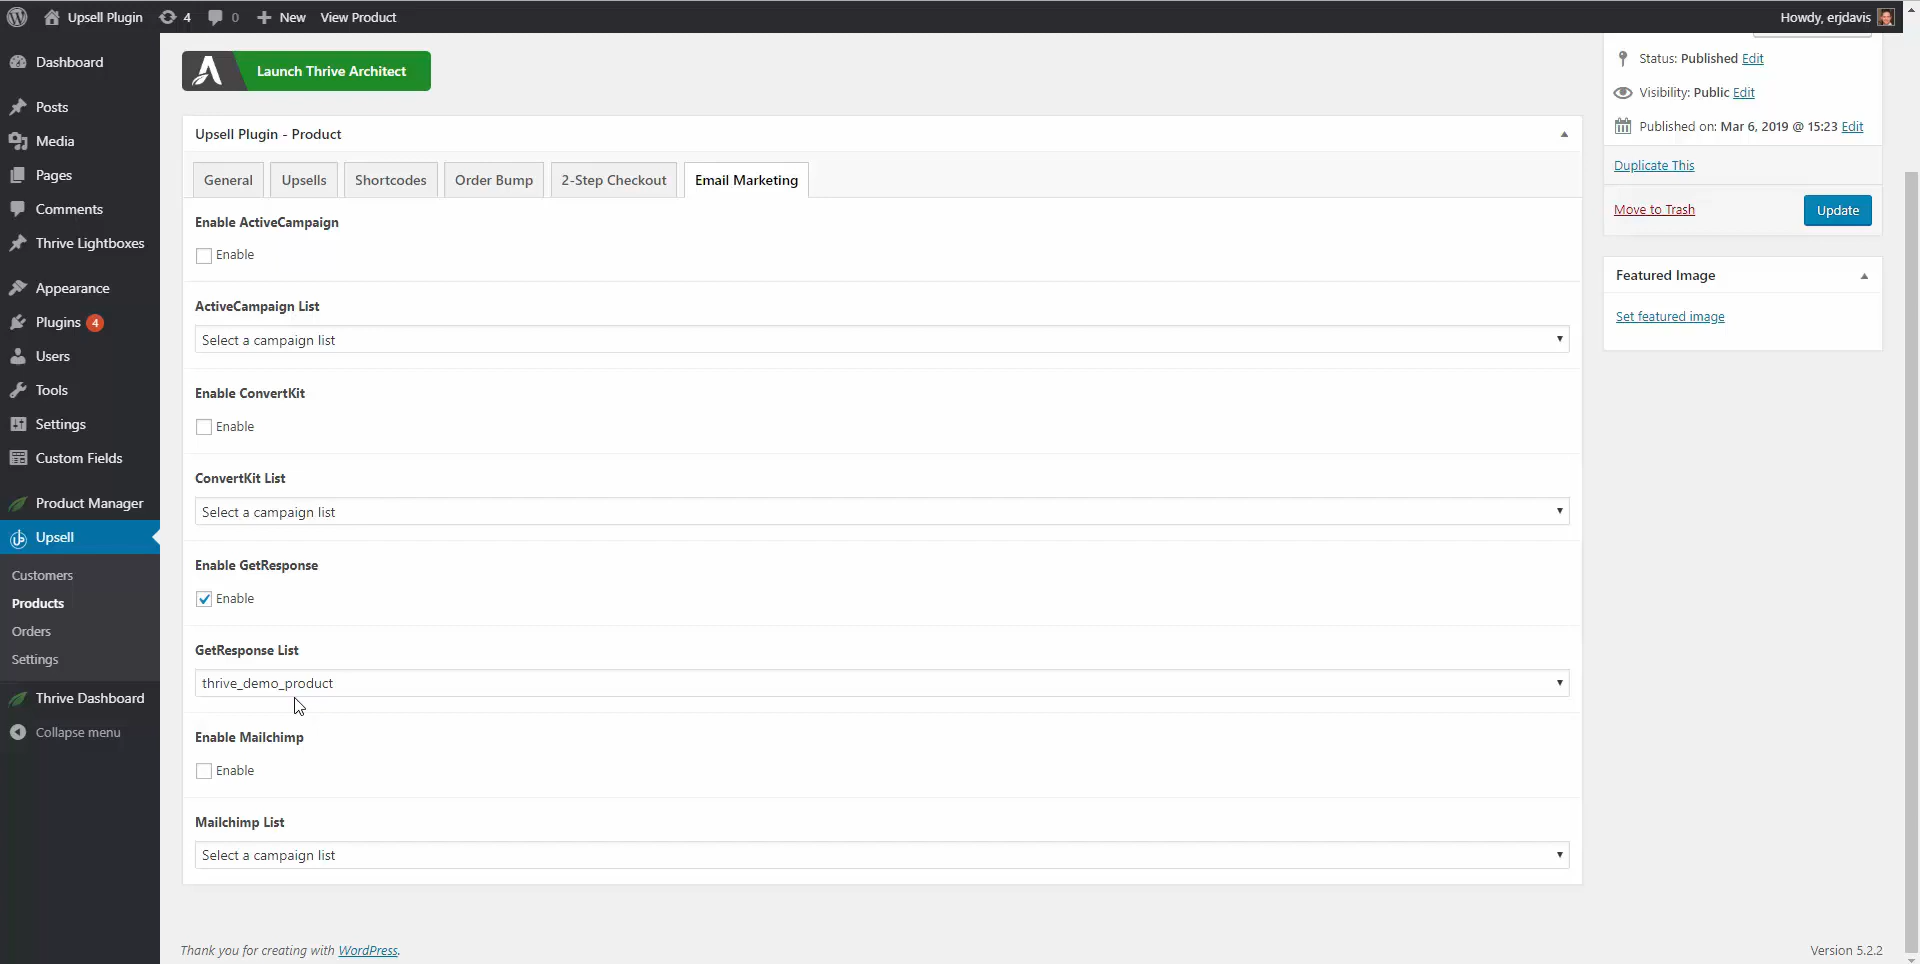 Upsell Plugin 4 0 New View Product Howdy, erjdavis
Dashboard
Posts
Media
Pages
Comments
Thrive Lightboxes
Appearance
Plugins 4
Users
Tools
Settings
Custom Fields
Product Manager
Upsell
Customers
Products
Orders
Settings
Thrive Dashboard
Collapse menu
Launch Thrive Architect
Upsell Plugin - Product
General Upsells Shortcodes Order Bump 2-Step Checkout Email Marketing
Enable ActiveCampaign
Enable
ActiveCampaign List
Select a campaign list
Enable ConvertKit
Enable
ConvertKit List
Select a campaign list
Enable GetResponse
Enable
GetResponse List
thrive_demo_product
Enable Mailchimp
Enable
Mailchimp List
Select a campaign list
Status: Published Edit
Visibility: Public Edit
Published on: Mar 6, 2019 @ 15:23 Edit
Duplicate This
Move to Trash Update
Featured Image
Set featured image
Thank you for creating with WordPress. Version 5.2.2